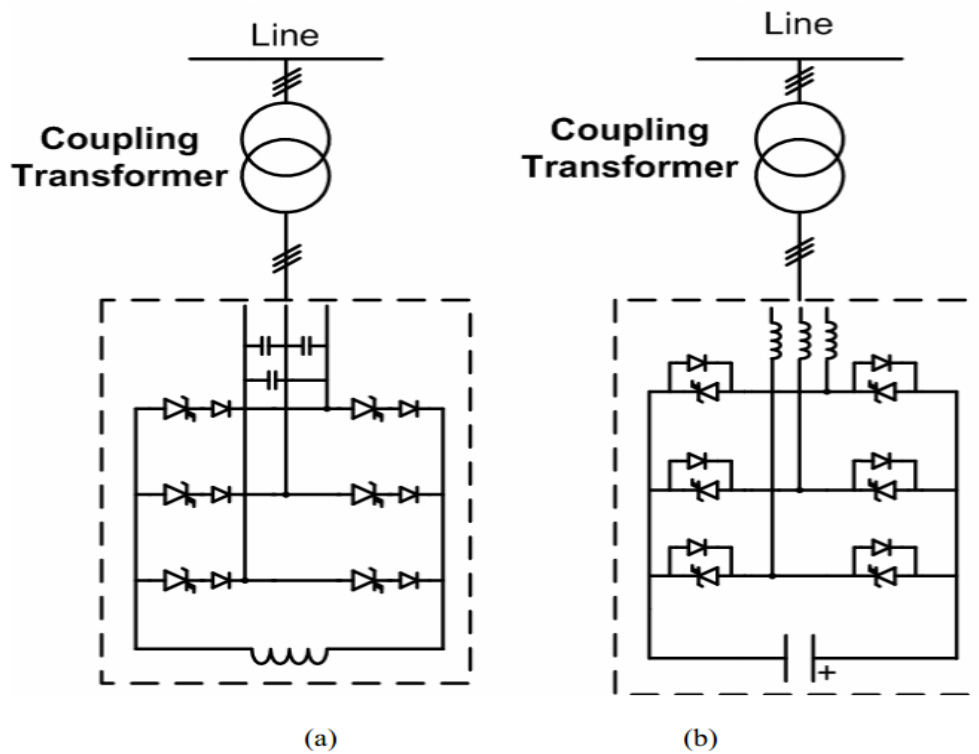 Line
Coupling
Transformer
(a)
Line
Coupling
Transformer
+
(b)